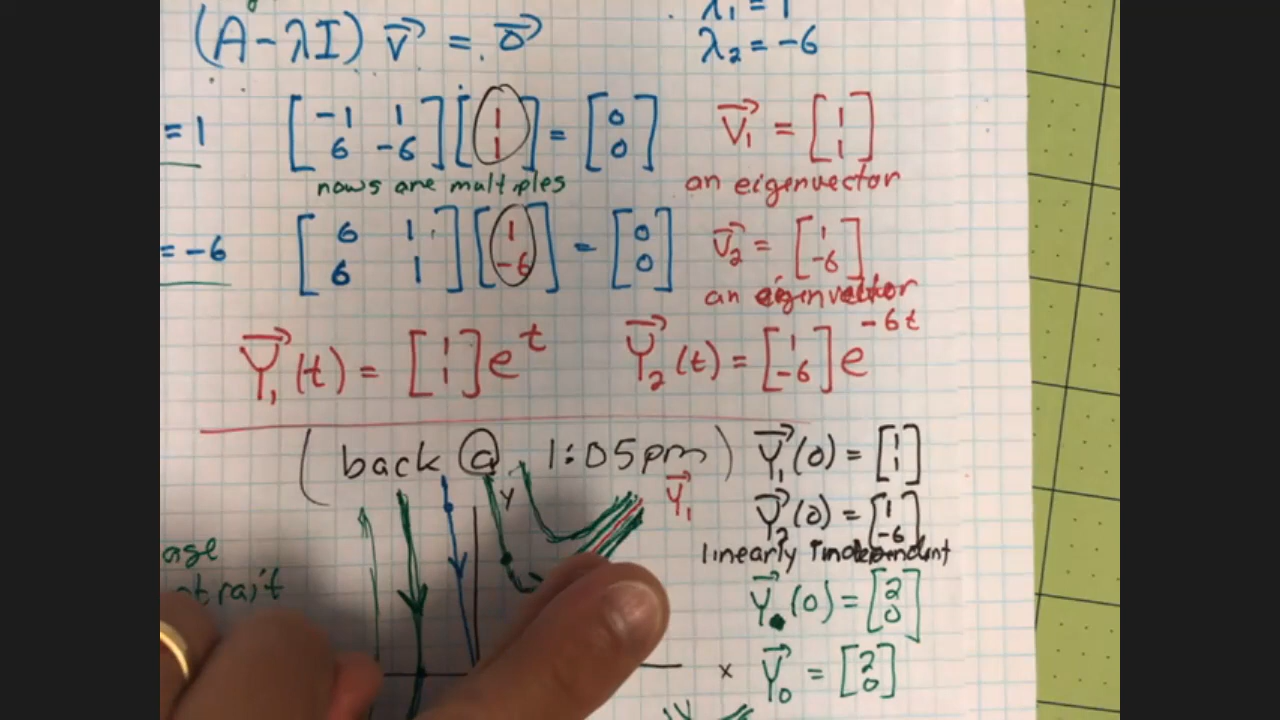 λ₁ = 1
(A-λI) v⃗ = 0⃗ λ₂ = -6
= 1 [-1 1; 6 -6] [1; 1] = [0; 0] V⃗₁ = [1; 1]
nows are multiples an eigenvector
= -6 [6 1; 6 1] [1; -6] = [0; 0] V⃗₂ = [1; -6]
an eigenvector
Y⃗₁(t) = [1; 1] e^t Y⃗₂(t) = [1; -6] e^-6t
(back @ 1:05pm) Y⃗₁(0) = [1; 1]
y Y⃗₁ Y⃗₂(0) = [1; -6]
linearly independent
ase
trait Y⃗.(0) = [2; 0]
x Y⃗₀ = [2; 0]